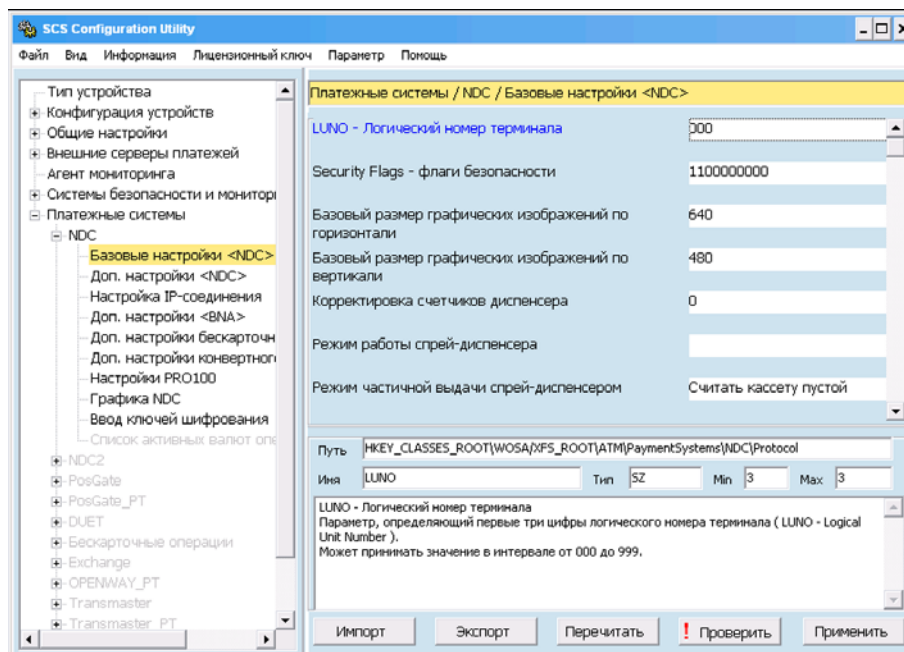 SCS Configuration Utility
Файл Вид Информация Лицензионный ключ Параметр Помощь
Тип устройства
Конфигурация устройств
Общие настройки
Внешние серверы платежей
Агент мониторинга
Системы безопасности и монитор
Платежные системы
NDC
Базовые настройки <NDC>
Доп. настройки <NDC>
Настройка IP-соединения
Доп. настройки <BNA>
Доп. настройки бескарточн
Доп. настройки конвертног
Настройки PRO100
Графика NDC
Ввод ключей шифрования
Список активных валют опе
NDC2
PosGate
PosGate_PT
DUET
Бескарточные операции
Exchange
OPENWAY_PT
Transmaster
Transmaster_PT
Платежные системы / NDC / Базовые настройки <NDC>
LUNO - Логический номер терминала 000
Security Flags - флаги безопасности 1100000000
Базовый размер графических изображений по 640
горизонтали
Базовый размер графических изображений по 480
вертикали
Корректировка счетчиков диспенсера 0
Режим работы спрей-диспенсера
Режим частичной выдачи спрей-диспенсером Считать кассету пустой
Путь HKEY_CLASSES_ROOT\WOSA/XFS_ROOT\ATM\PaymentSystems\NDC\Protocol
Имя LUNO Тип SZ Min 3 Max 3
LUNO - Логический номер терминала
Параметр, определяющий первые три цифры логического номера терминала ( LUNO - Logical
Unit Number ).
Может принимать значение в интервале от 000 до 999.
Импорт Экспорт Перечитать ! Проверить Применить